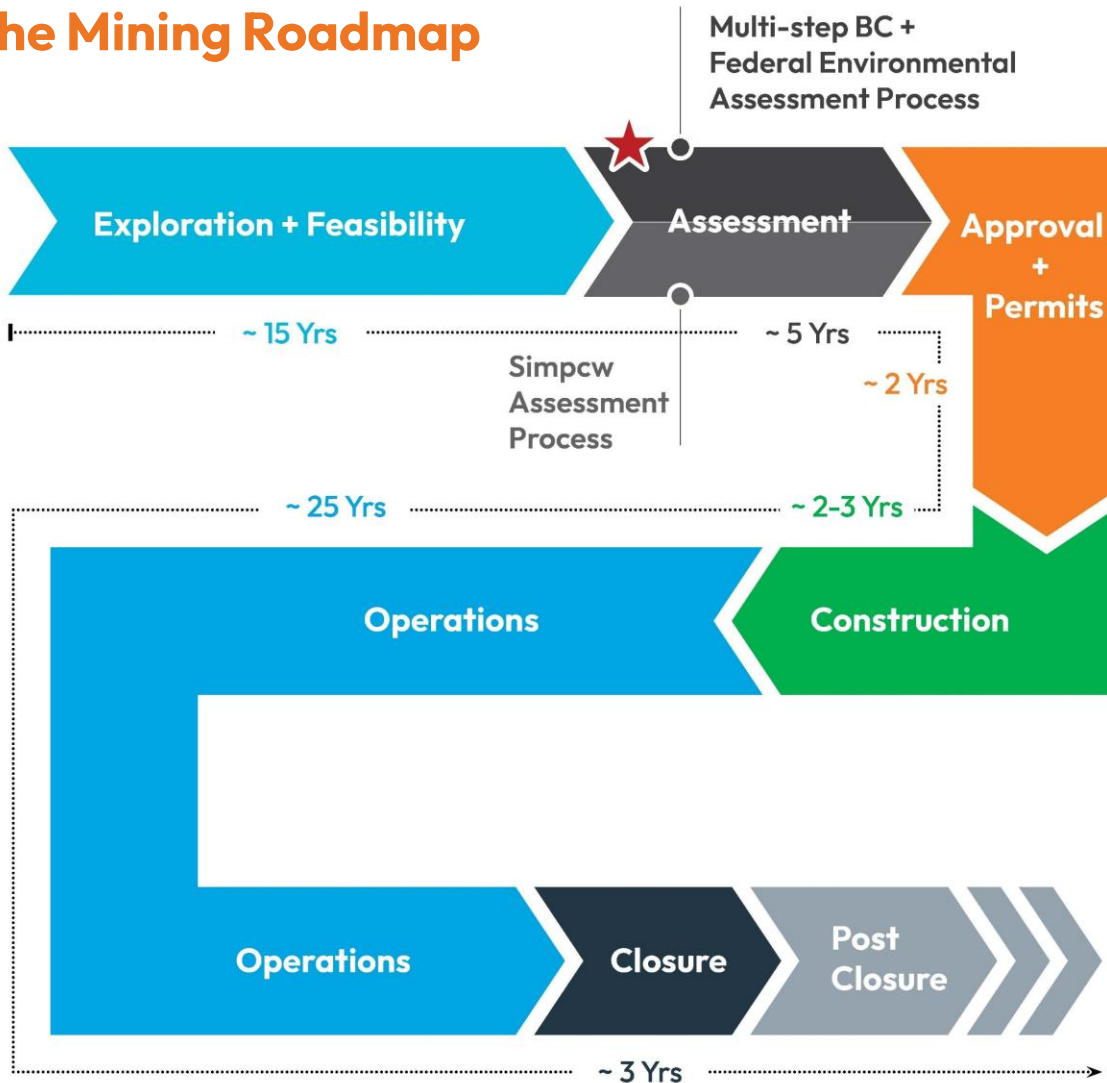 he Mining Roadmap
Multi-step BC +
Federal Environmental
Assessment Process
Exploration + Feasibility
Assessment
Approval
+
Permits
~ 15 Yrs
~ 5 Yrs
~ 2 Yrs
Simpcw
Assessment
Process
~ 25 Yrs
~ 2-3 Yrs
Operations
Construction
Operations
Closure
Post
Closure
~ 3 Yrs